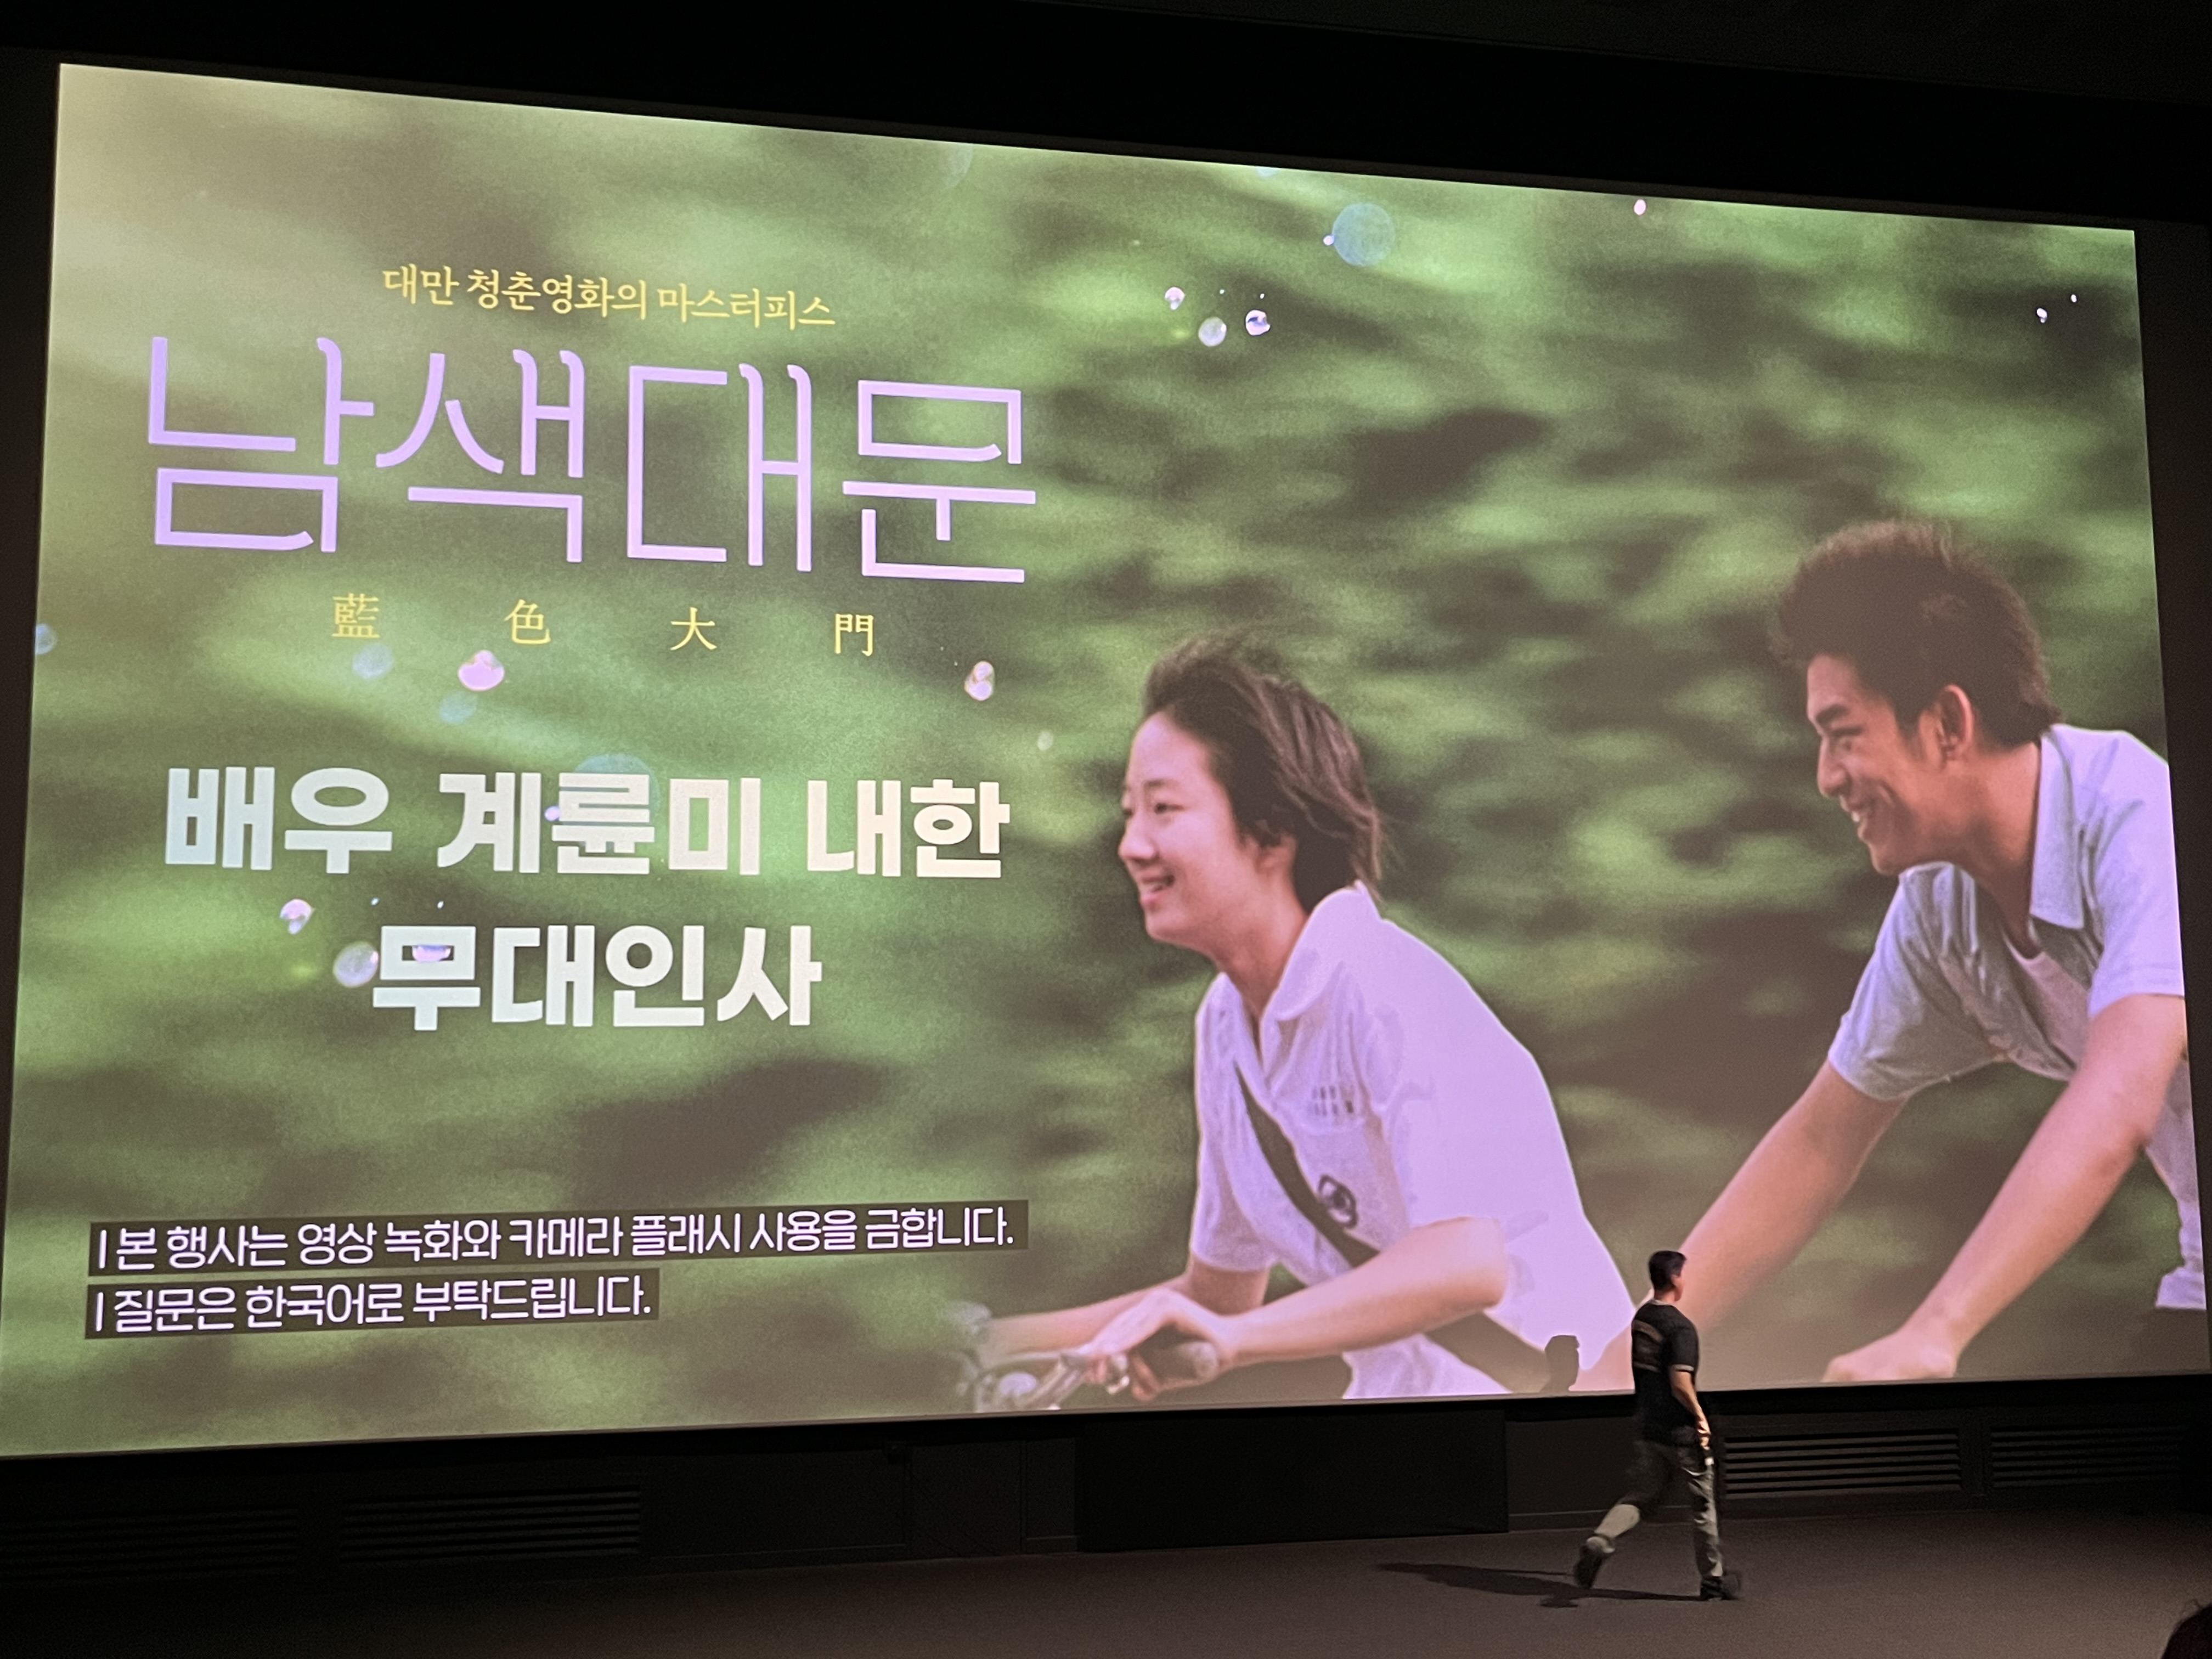 대만 청춘영화의 마스터피스
남색대문
藍色大門
배우 계륜미 내한
무대인사
| 본 행사는 영상 녹화와 카메라 플래시 사용을 금합니다.
| 질문은 한국어로 부탁드립니다.